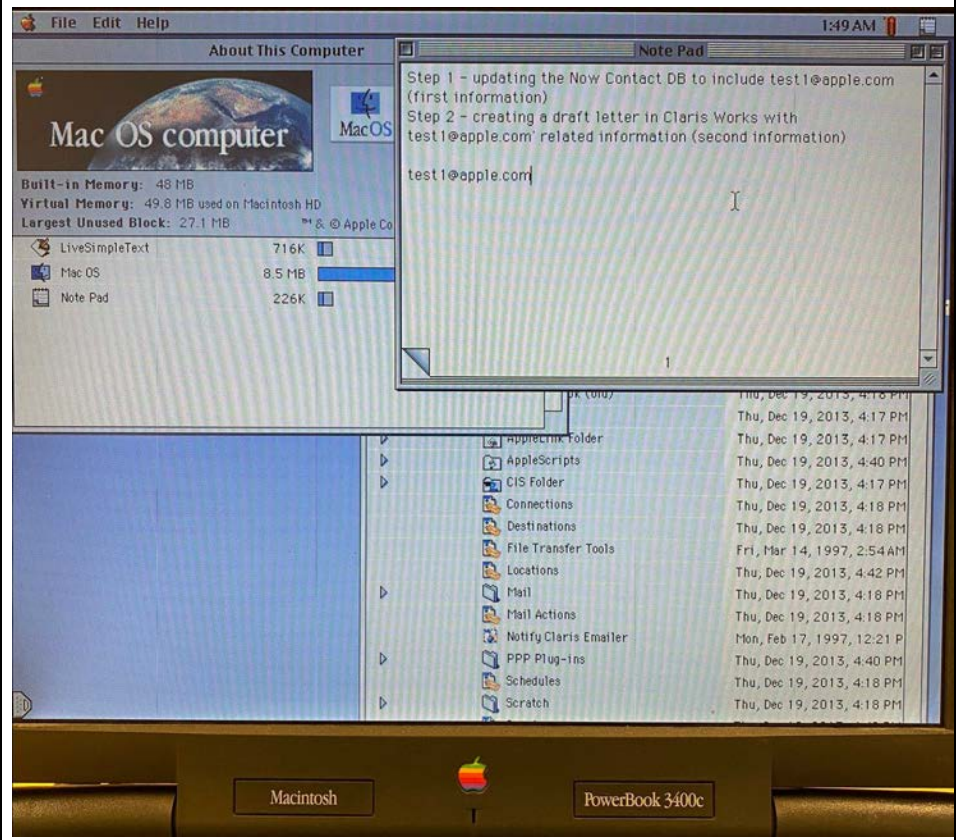 File Edit Help
1:49 AM
About This Computer
Mac OS computer
MacOS
Built-in Memory: 48 MB
Virtual Memory: 49.8 MB used on Macintosh HD
Largest Unused Block: 27.1 MB ™ & © Apple Co
LiveSimpleText 716K
Mac OS 8.5 MB
Note Pad 226K
Note Pad
Step 1 - updating the Now Contact DB to include test1@apple.com
(first information)
Step 2 - creating a draft letter in Claris Works with
test1@apple.com' related information (second information)
test1@apple.com
1
(old) Thu, Dec 19, 2013, 4:18 PM
Thu, Dec 19, 2013, 4:17 PM
AppleLink Folder Thu, Dec 19, 2013, 4:17 PM
AppleScripts Thu, Dec 19, 2013, 4:40 PM
CIS Folder Thu, Dec 19, 2013, 4:17 PM
Connections Thu, Dec 19, 2013, 4:18 PM
Destinations Thu, Dec 19, 2013, 4:18 PM
File Transfer Tools Fri, Mar 14, 1997, 2:54 AM
Locations Thu, Dec 19, 2013, 4:42 PM
Mail Thu, Dec 19, 2013, 4:18 PM
Mail Actions Thu, Dec 19, 2013, 4:18 PM
Notify Claris Emailer Mon, Feb 17, 1997, 12:21 P
PPP Plug-ins Thu, Dec 19, 2013, 4:40 PM
Schedules Thu, Dec 19, 2013, 4:18 PM
Scratch Thu, Dec 19, 2013, 4:18 PM
Macintosh
PowerBook 3400c